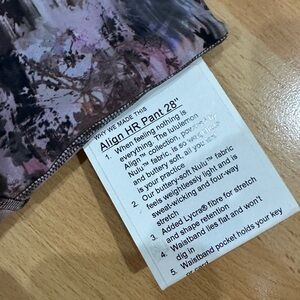 WHY WE MADE THIS
Align HR Pant 28"
1. When feeling nothing is
everything. The lululemon
Align™ collection, powered by
Nulu™ fabric, is so
and buttery soft, all you
is your practice
2. Our buttery-soft Nulu™ fabric
feels weightlessly light and is
sweat-wicking and four-way
stretch
3. Added Lycra® fibre for stretch
and shape retention
4. Waistband lies flat and won't
dig in
5. Waistband pocket holds your key
or card